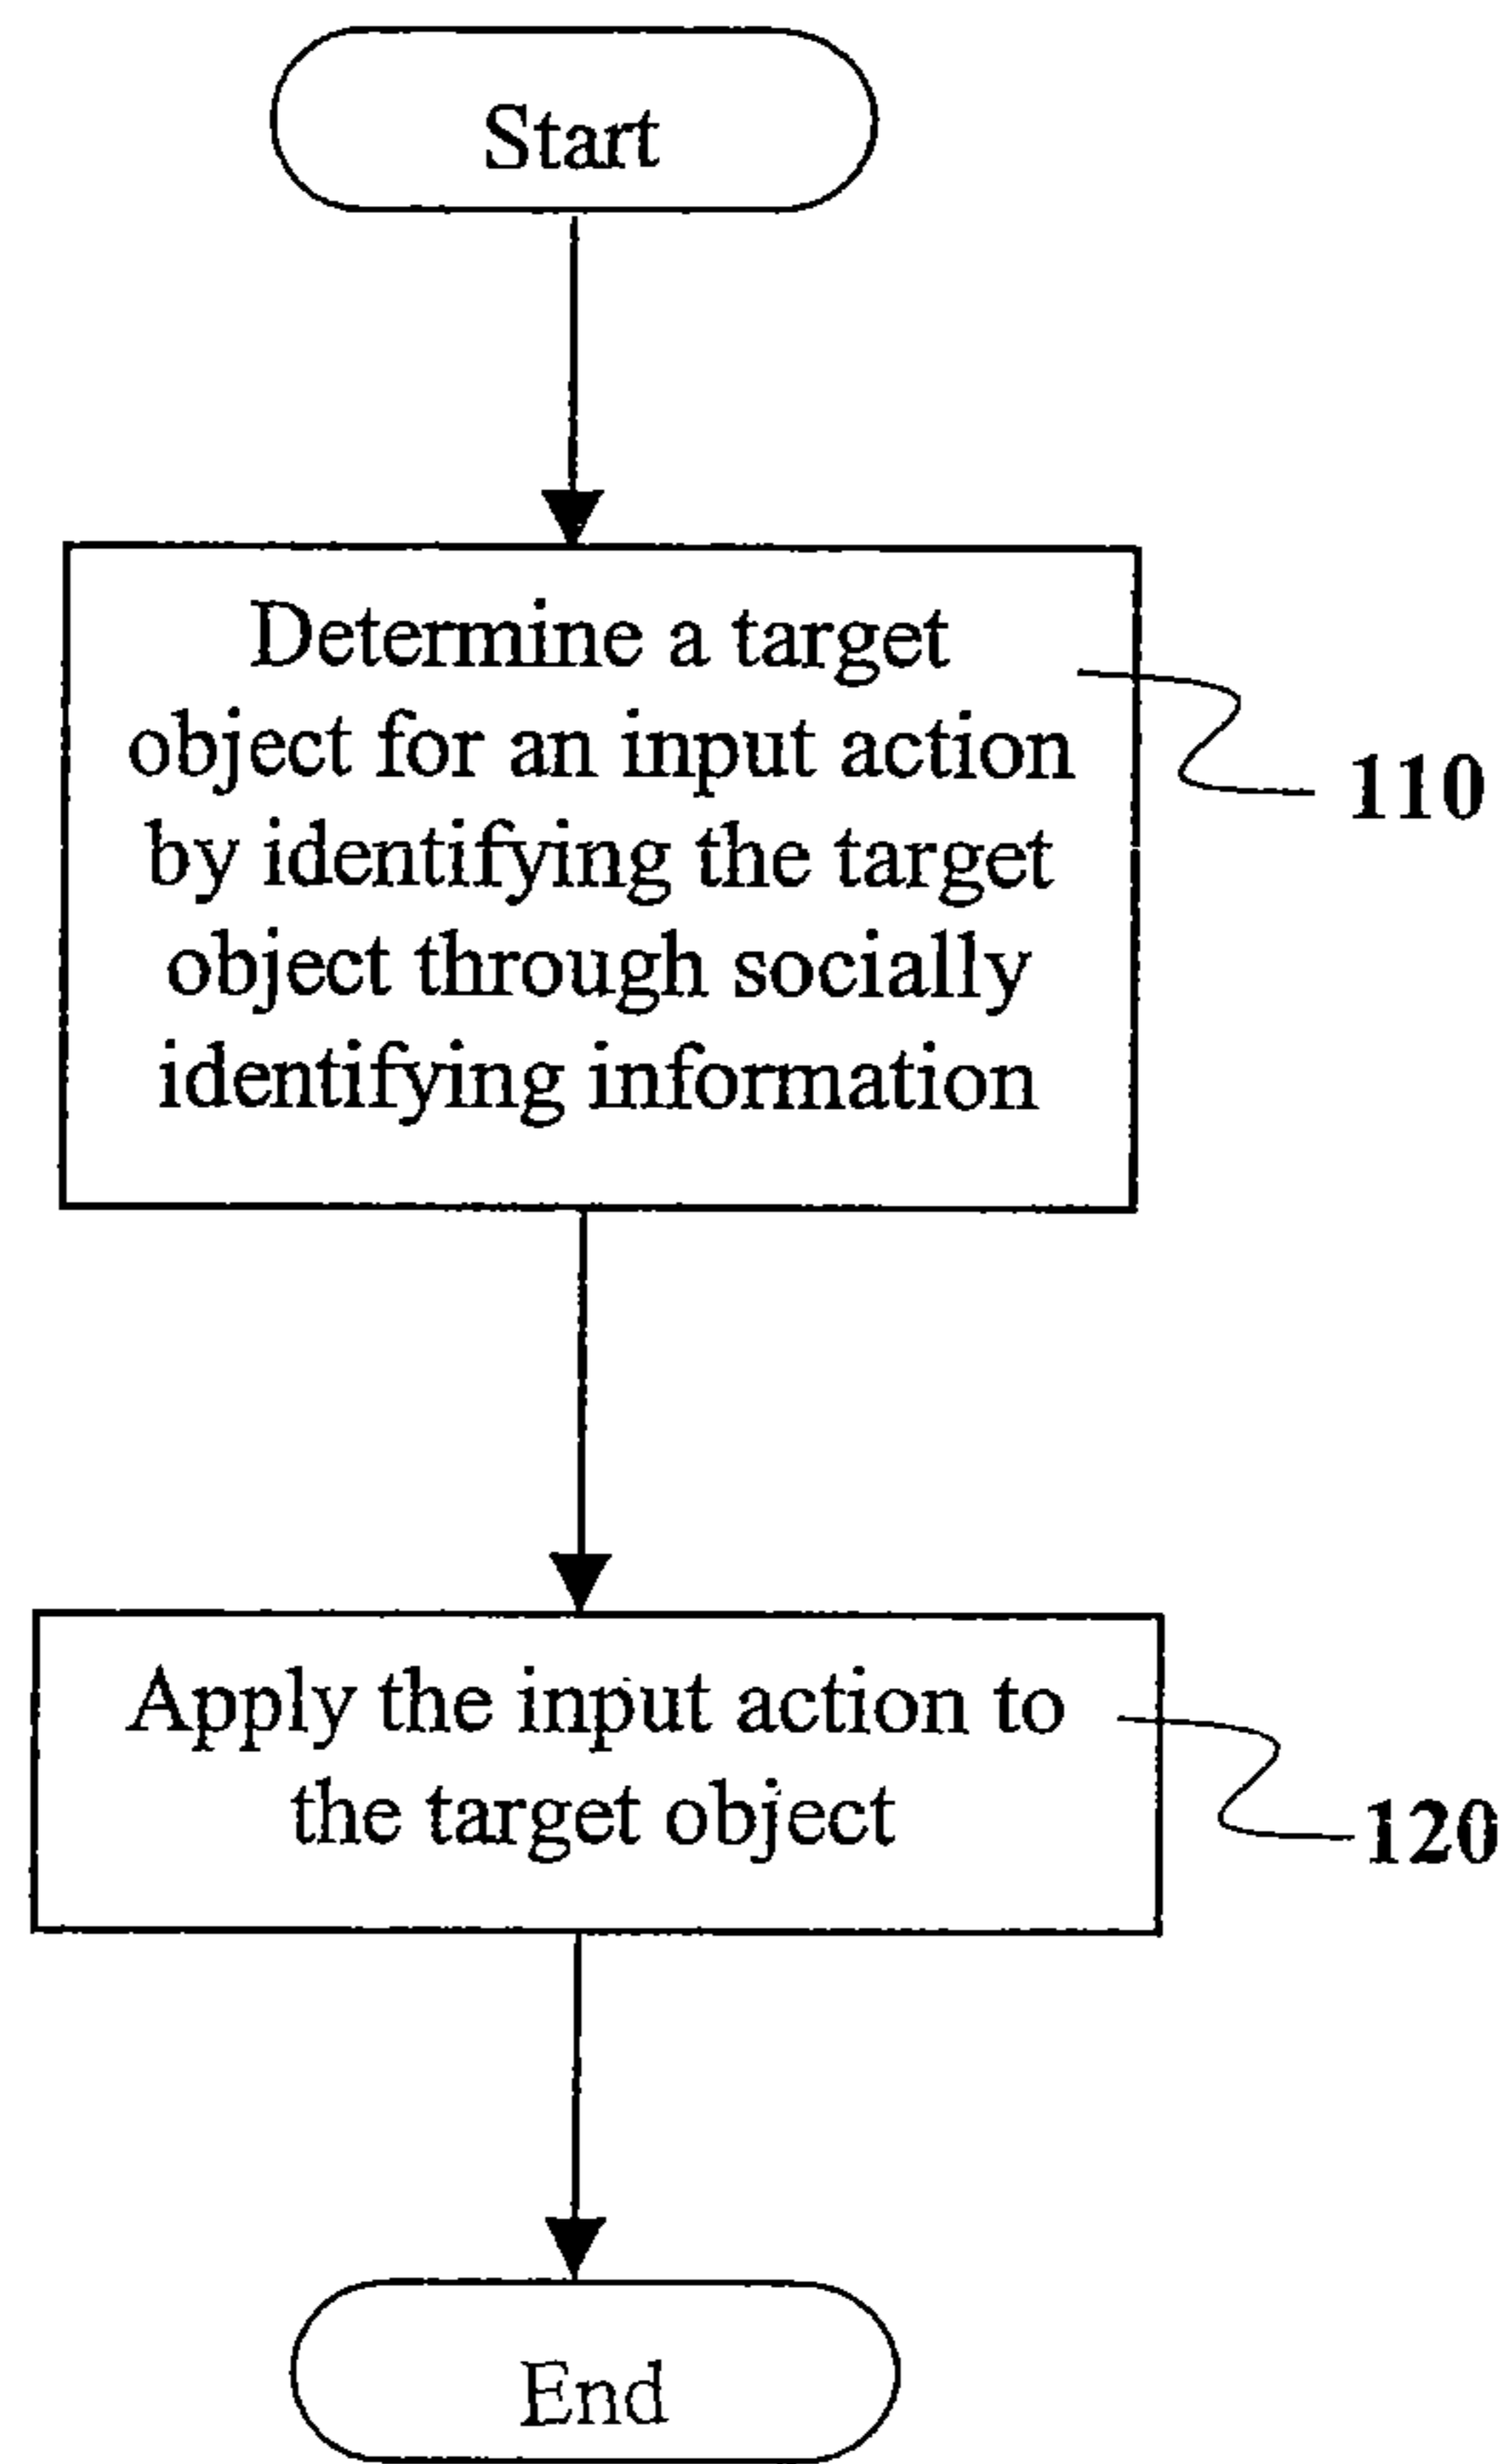 Start
Determine a target
object for an input action
by identifying the target
object through socially
identifying information
110
Apply the input action to
the target object
120
End